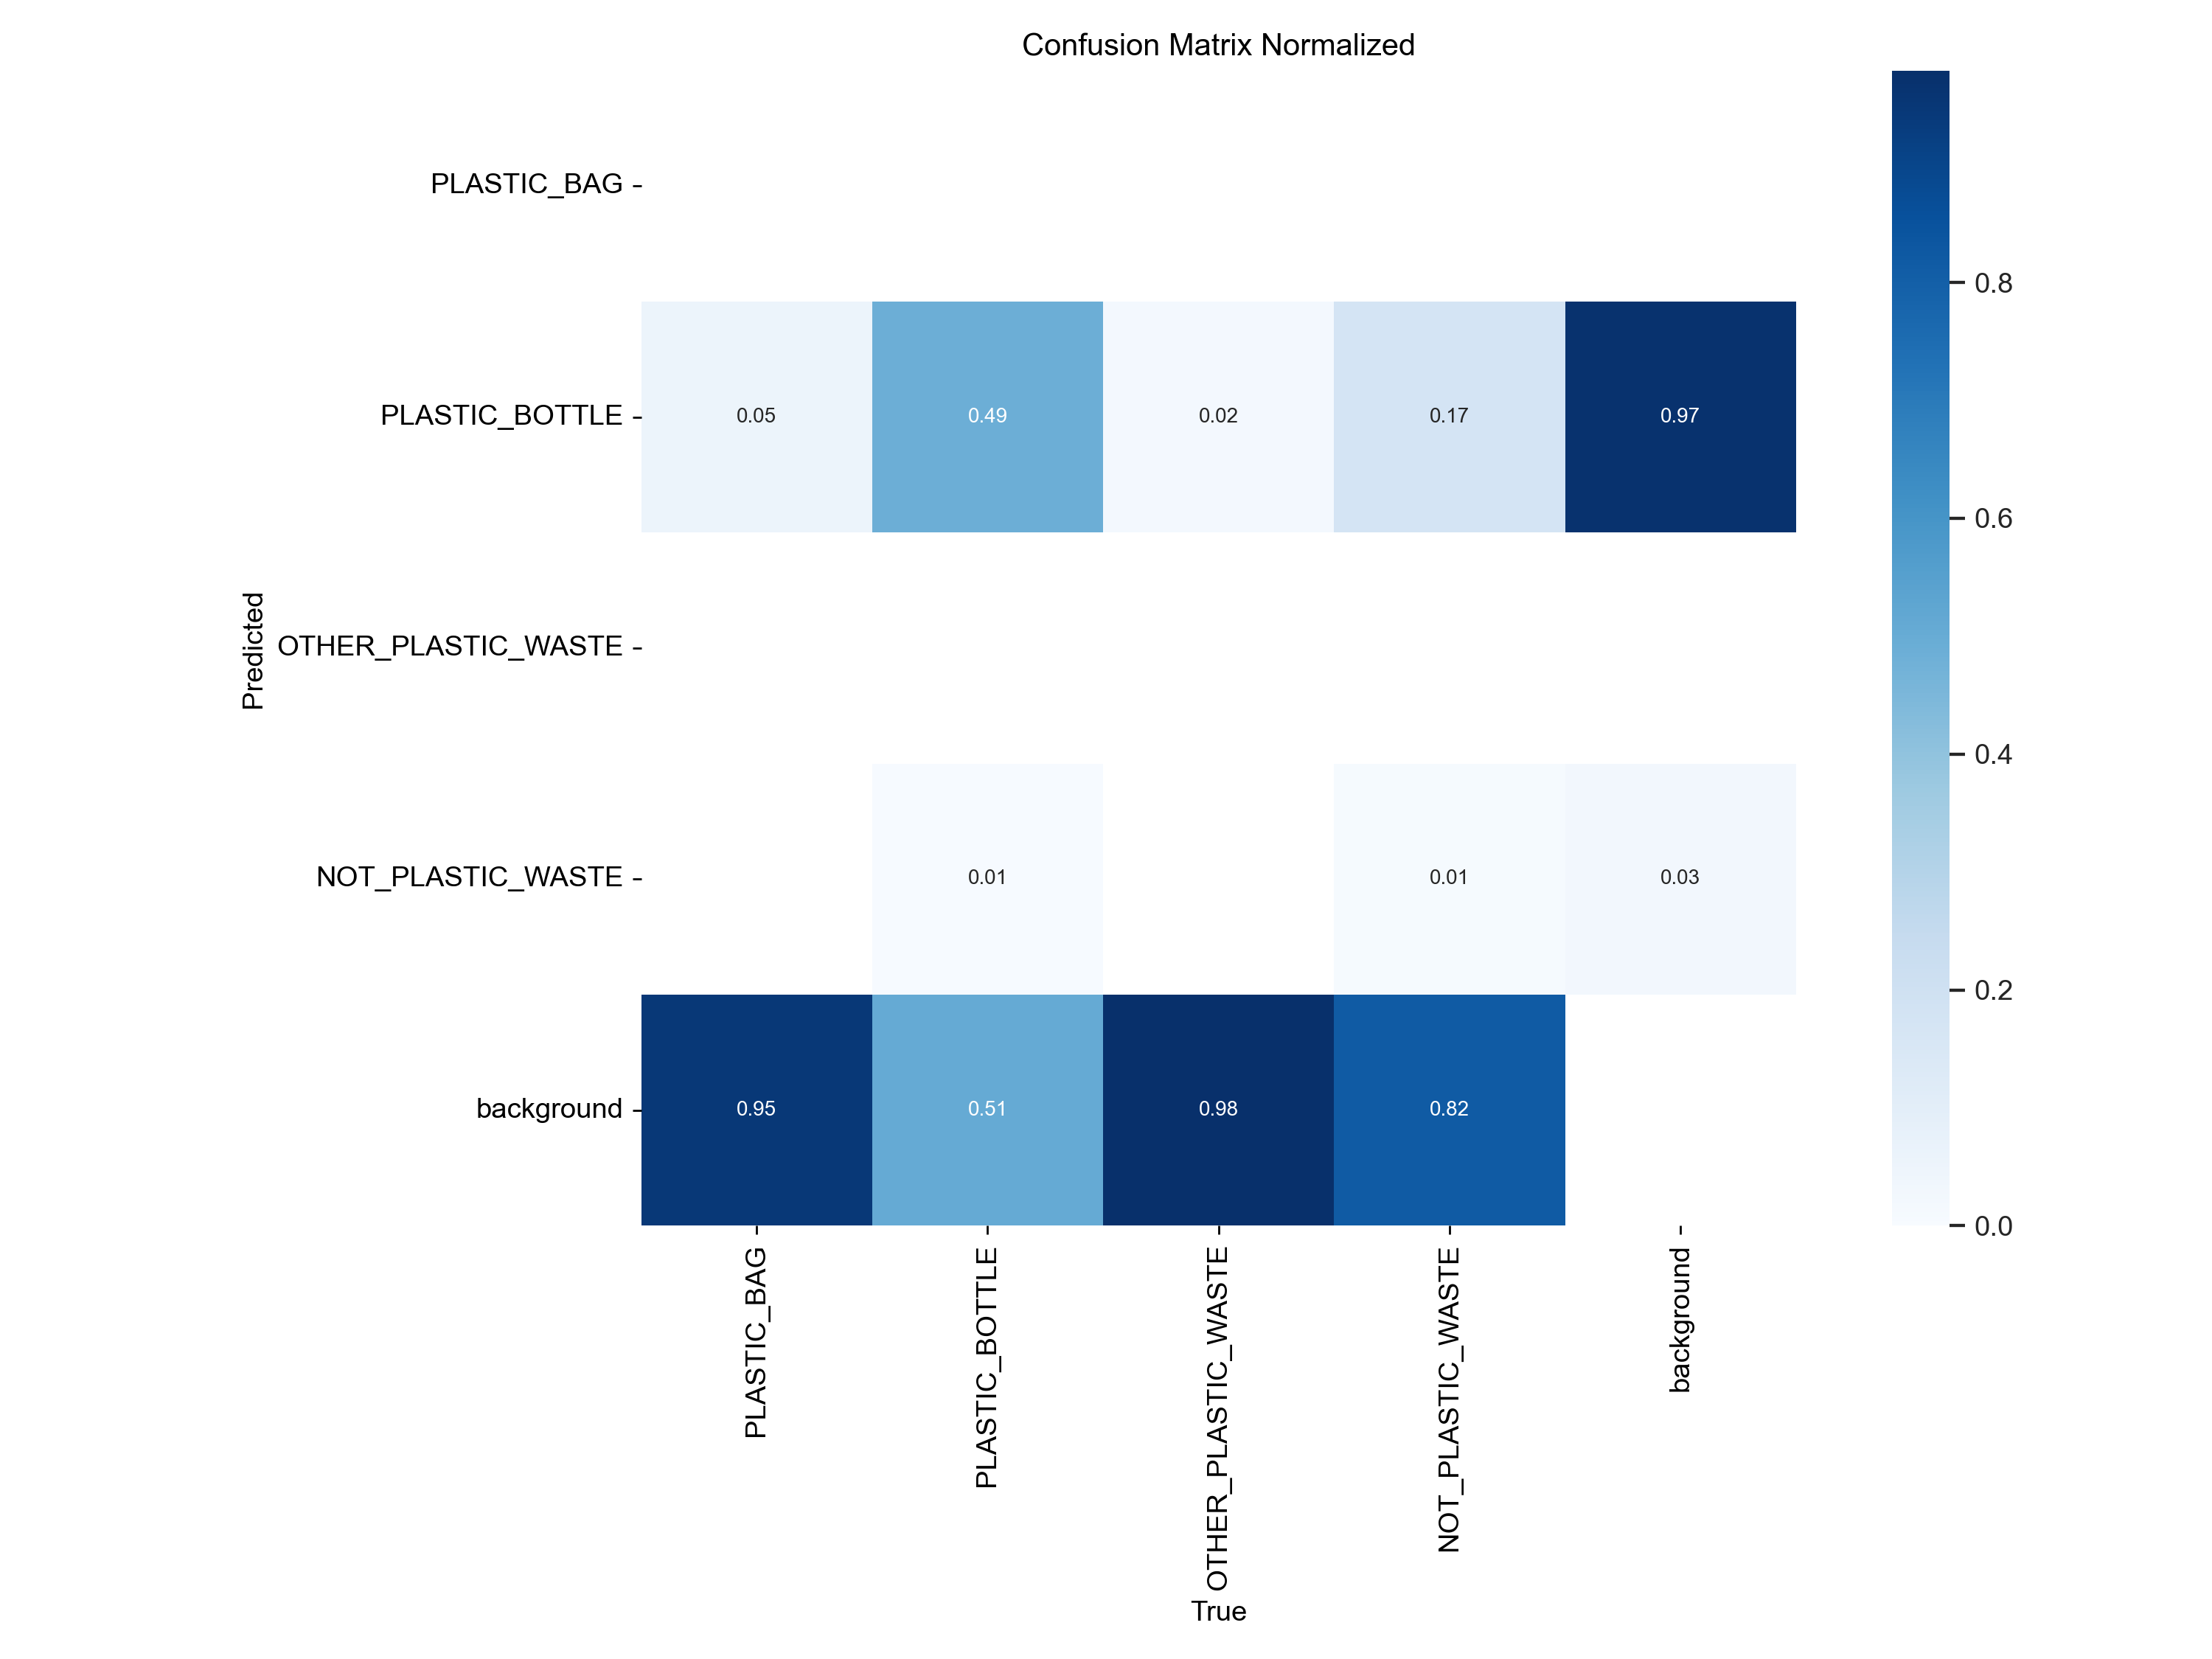 Confusion Matrix Normalized
PLASTIC_BAG
PLASTIC_BOTTLE
OTHER_PLASTIC_WASTE
NOT_PLASTIC_WASTE
background
Predicted
0.05 0.49 0.02 0.17 0.97
0.01 0.01 0.03
0.95 0.51 0.98 0.82
PLASTIC_BAG
PLASTIC_BOTTLE
OTHER_PLASTIC_WASTE
NOT_PLASTIC_WASTE
background
True
0.8
0.6
0.4
0.2
0.0